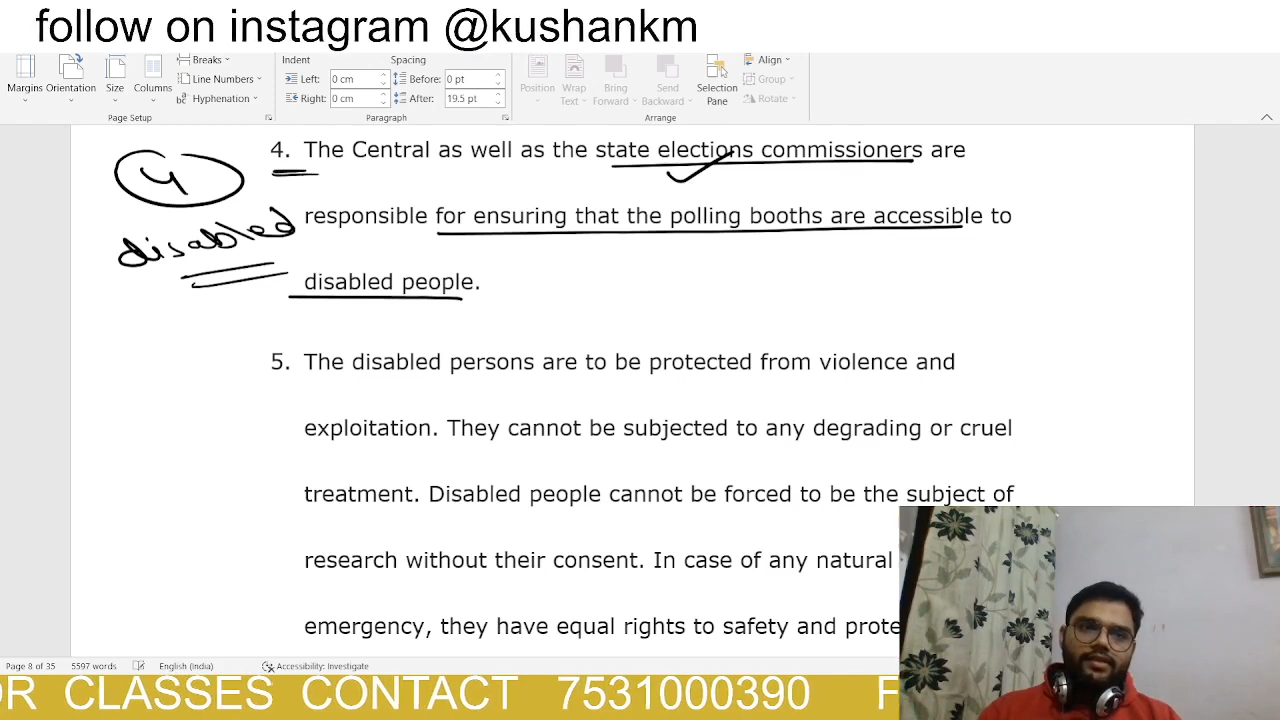 follow on instagram @kushankm
Breaks
Indent
Spacing
Align
Margins
Orientation
Size
Columns
Line Numbers
Left: 0 cm
Before: 0 pt
Position
Wrap Text
Bring Forward
Send Backward
Selection Pane
Group
Hyphenation
Right: 0 cm
After: 19.5 pt
Rotate
Page Setup
Paragraph
Arrange
4. The Central as well as the state elections commissioners are
4
responsible for ensuring that the polling booths are accessible to
disabled
disabled people.
5. The disabled persons are to be protected from violence and
exploitation. They cannot be subjected to any degrading or cruel
treatment. Disabled people cannot be forced to be the subject of
research without their consent. In case of any natural
emergency, they have equal rights to safety and prote
Page 8 of 35 5597 words English (India) Accessibility: Investigate
OR CLASSES CONTACT 7531000390 F